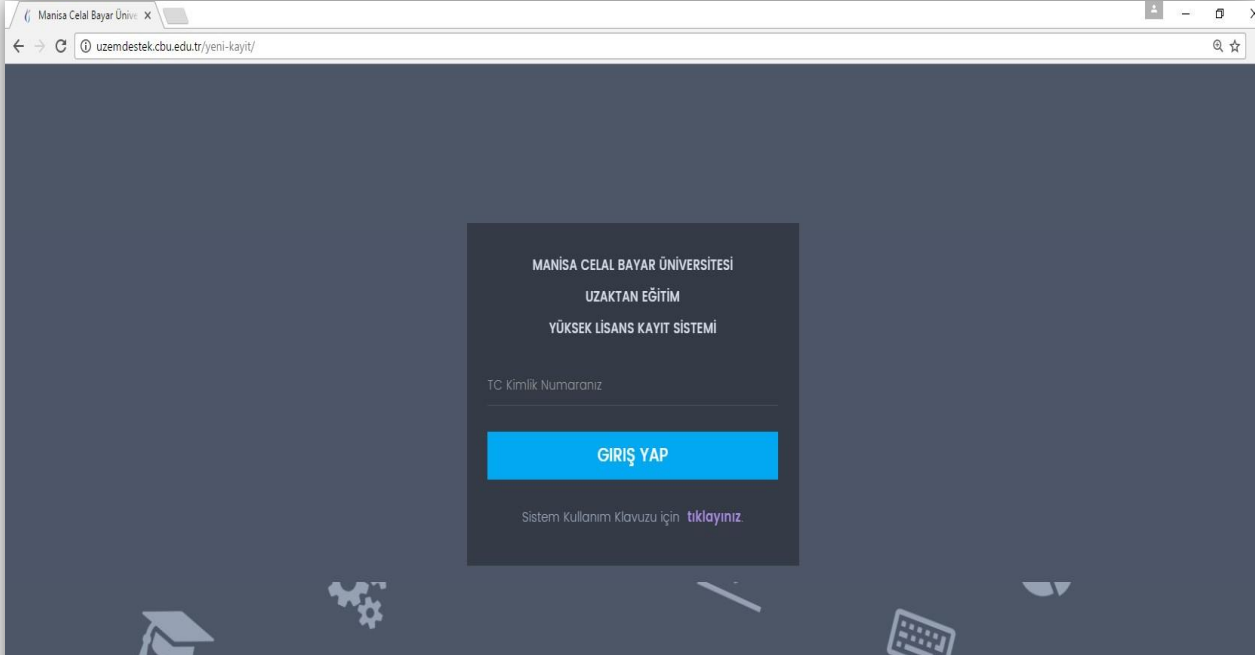 Manisa Celal Bayar Ünive
uzemdestek.cbu.edu.tr/yeni-kayit/
MANİSA CELAL BAYAR ÜNİVERSİTESİ
UZAKTAN EĞİTİM
YÜKSEK LİSANS KAYIT SİSTEMİ
TC Kimlik Numaranız
GIRIŞ YAP
Sistem Kullanım Klavuzu için tıklayınız.